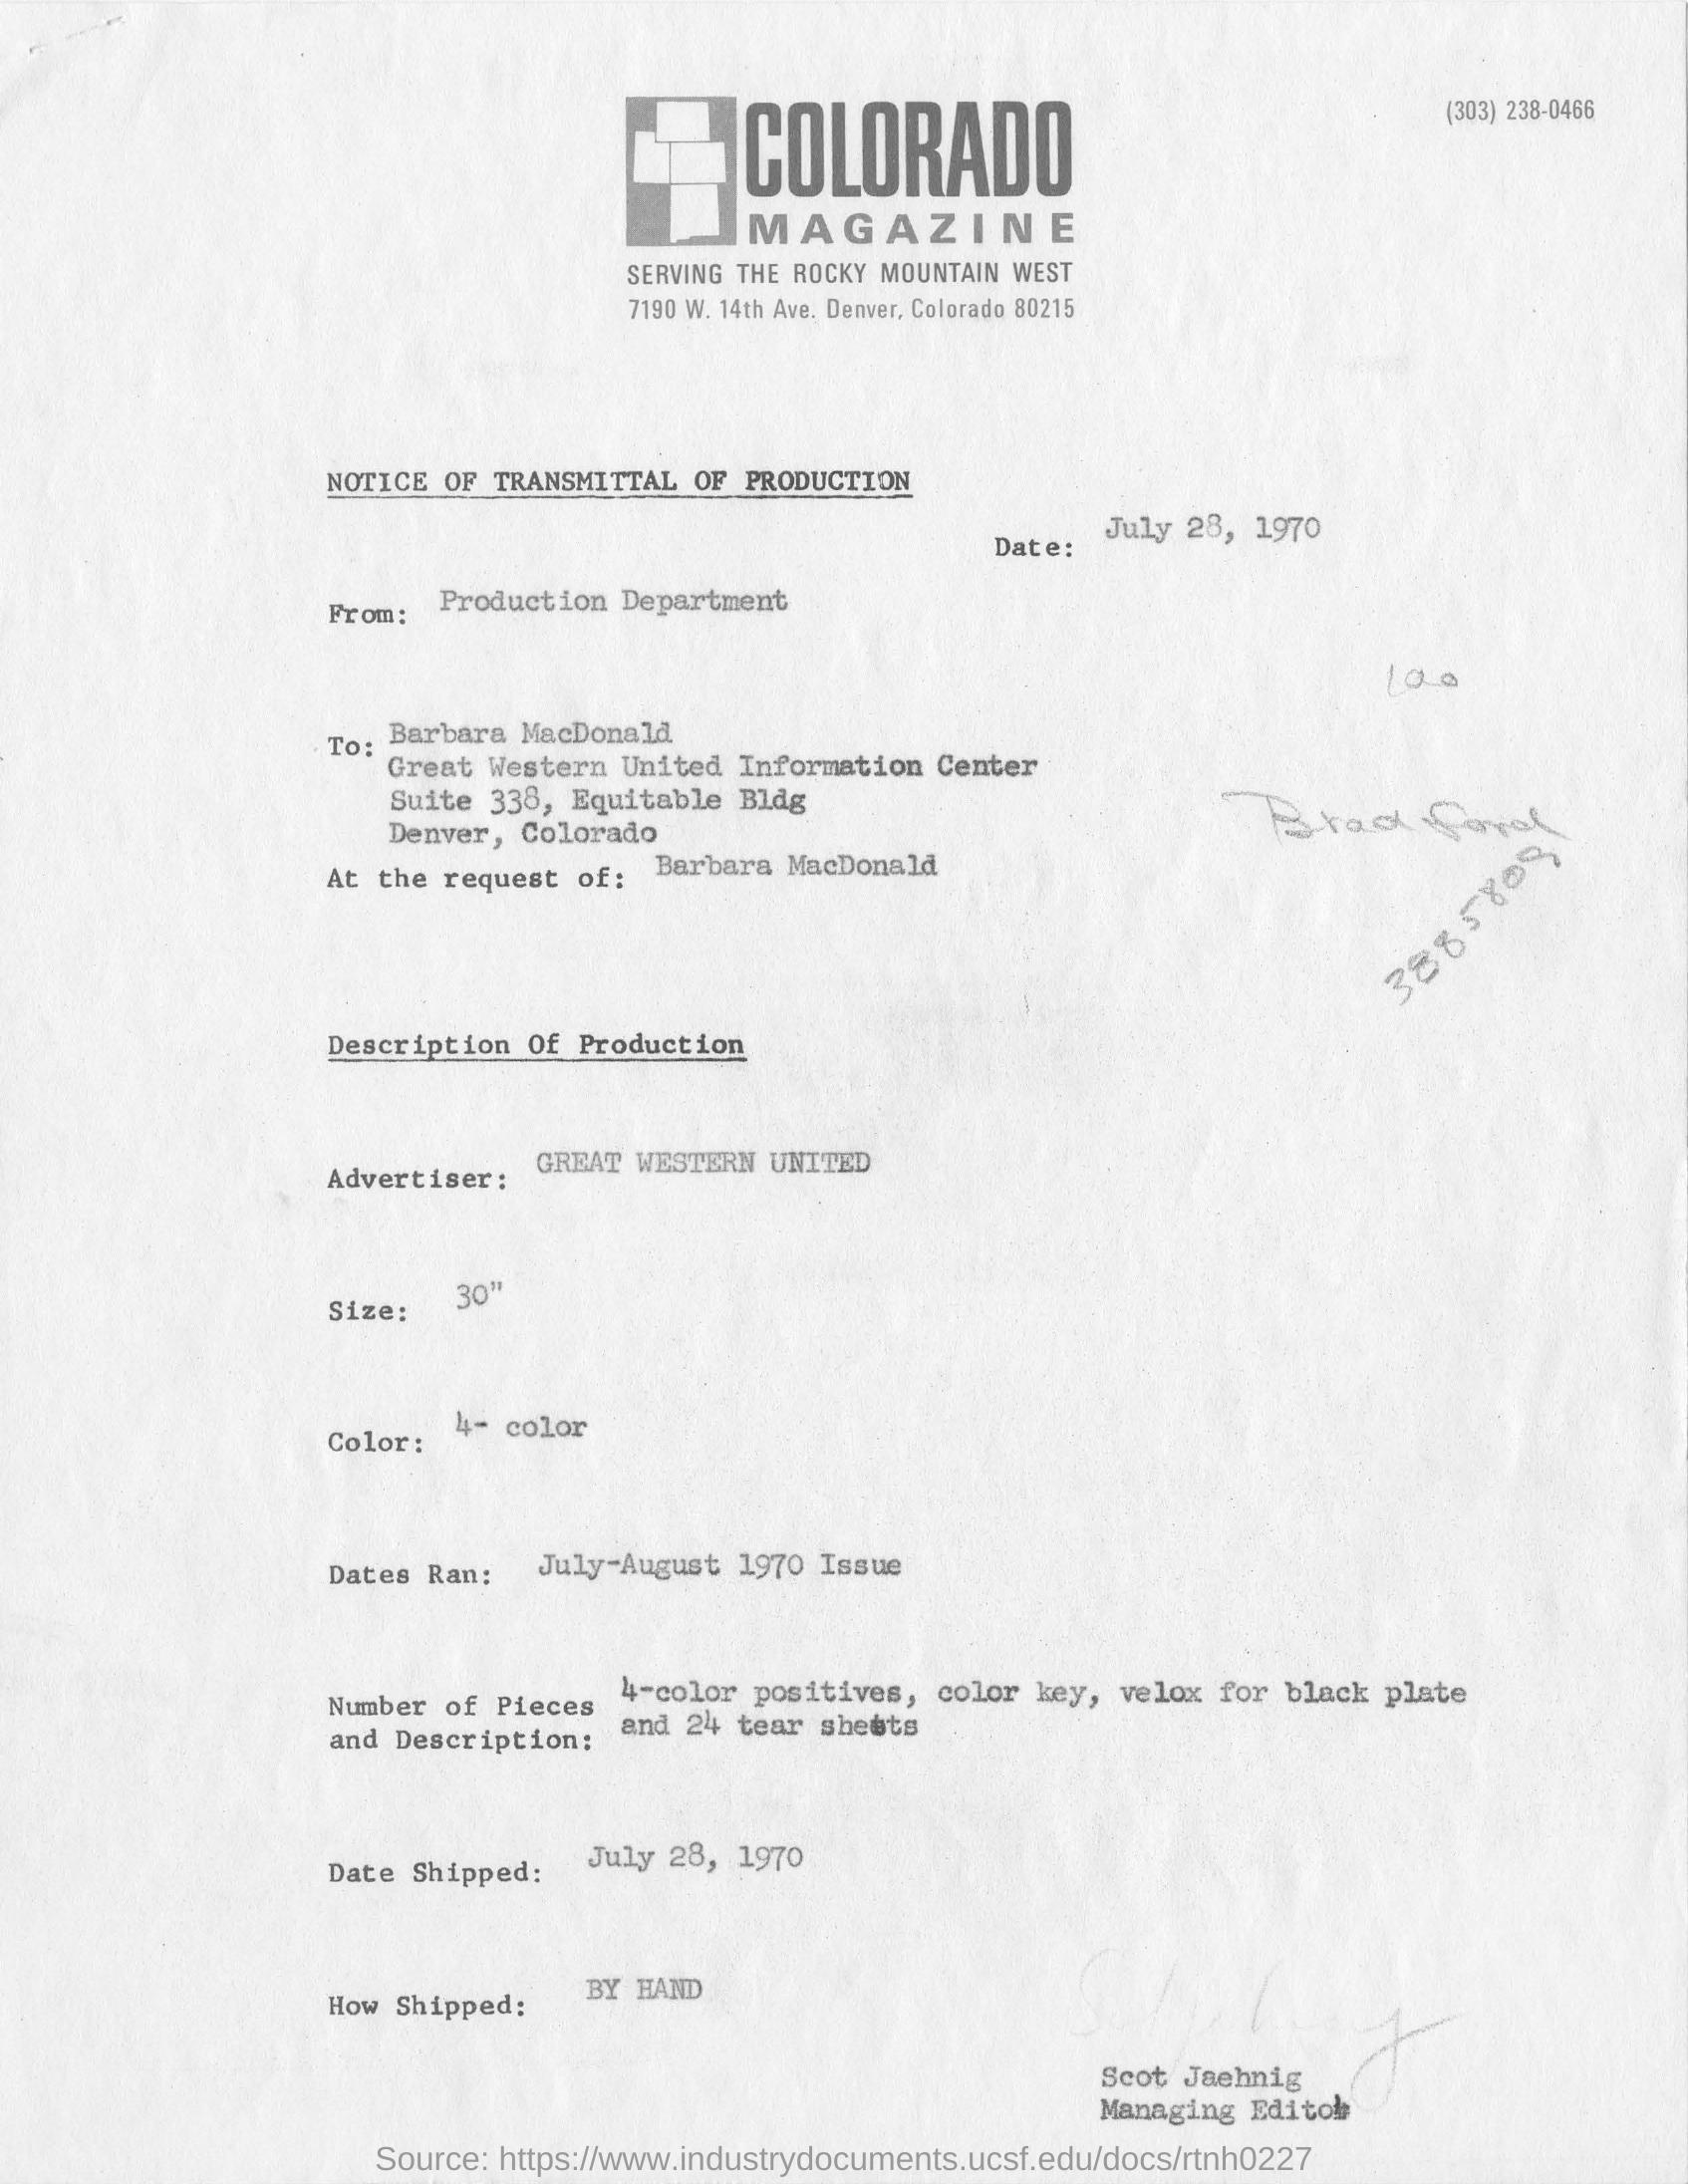 (303) 238-0466
COLORADO
MAGAZINE
SERVING THE ROCKY MOUNTAIN WEST
7190 W. 14th Ave. Denver, Colorado 80215
NOTICE OF TRANSMITTAL OF PRODUCTION
Date: July 28, 1970
From: Production Department
100
To: Barbara MacDonald
Great Western United Information Center
Suite 338, Equitable Bldg
Denver, Colorado
Bradford
3885809
At the request of: Barbara MacDonald
Description Of Production
Advertiser: GREAT WESTERN UNITED
Size: 30"
Color: 4- color
Dates Ran: July-August 1970 Issue
Number of Pieces and Description: 4-color positives, color key, velox for black plate
and 24 tear sheets
Date Shipped: July 28, 1970
How Shipped: BY HAND
Scot Jaehnig
Managing Editor
Source: https://www.industrydocuments.ucsf.edu/docs/rtnh0227